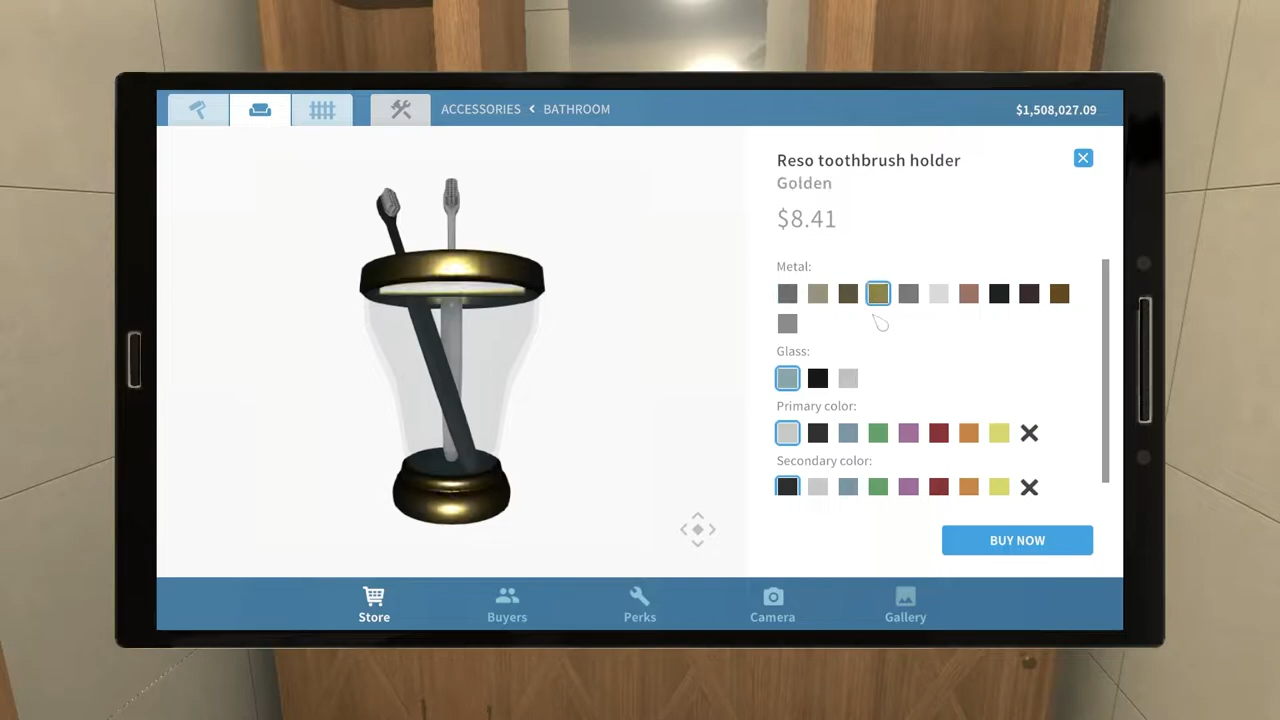 ACCESSORIES < BATHROOM
$1,508,027.09
Reso toothbrush holder
Golden
$8.41
Metal:
Glass:
Primary color:
Secondary color:
BUY NOW
Store
Buyers
Perks
Camera
Gallery